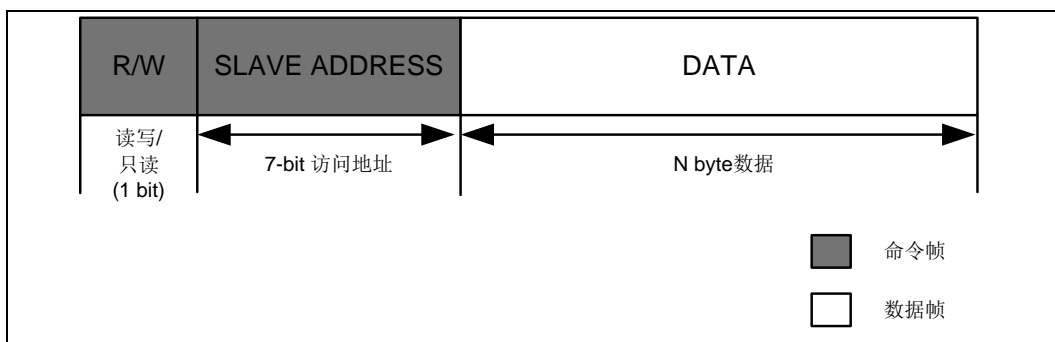 R/W SLAVE ADDRESS DATA
读写/
只读
(1 bit)
7-bit 访问地址
N byte数据
命令帧
数据帧